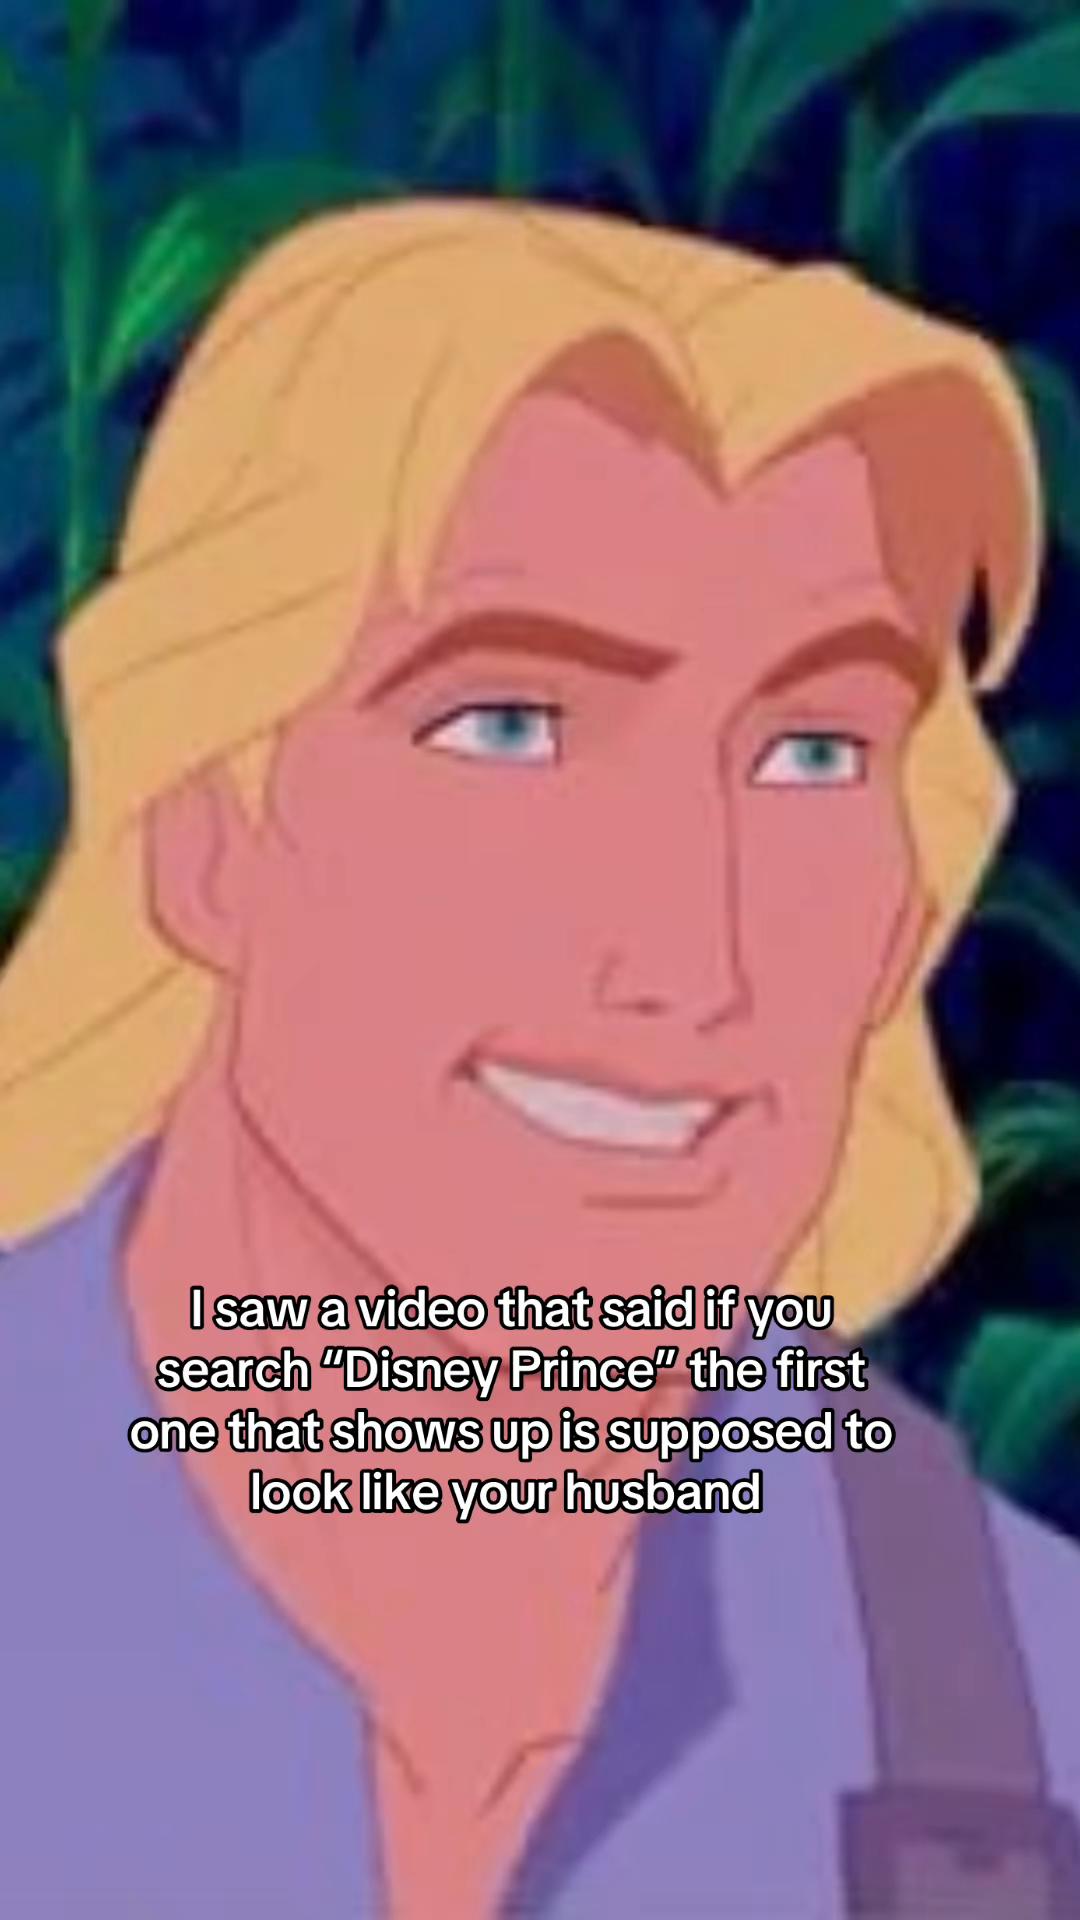 I saw a video that said if you
search “Disney Prince” the first
one that shows up is supposed to
look like your husband